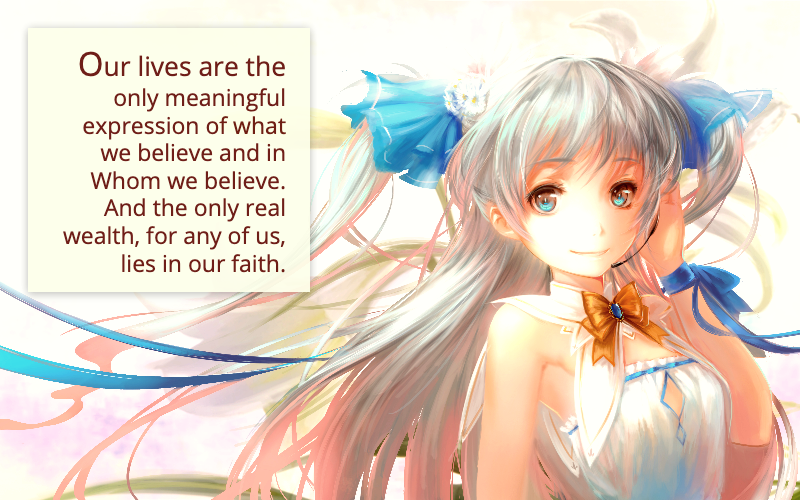 Our lives are the
only meaningful
expression of what
we believe and in
Whom we believe.
And the only real
wealth, for any of us,
lies in our faith.